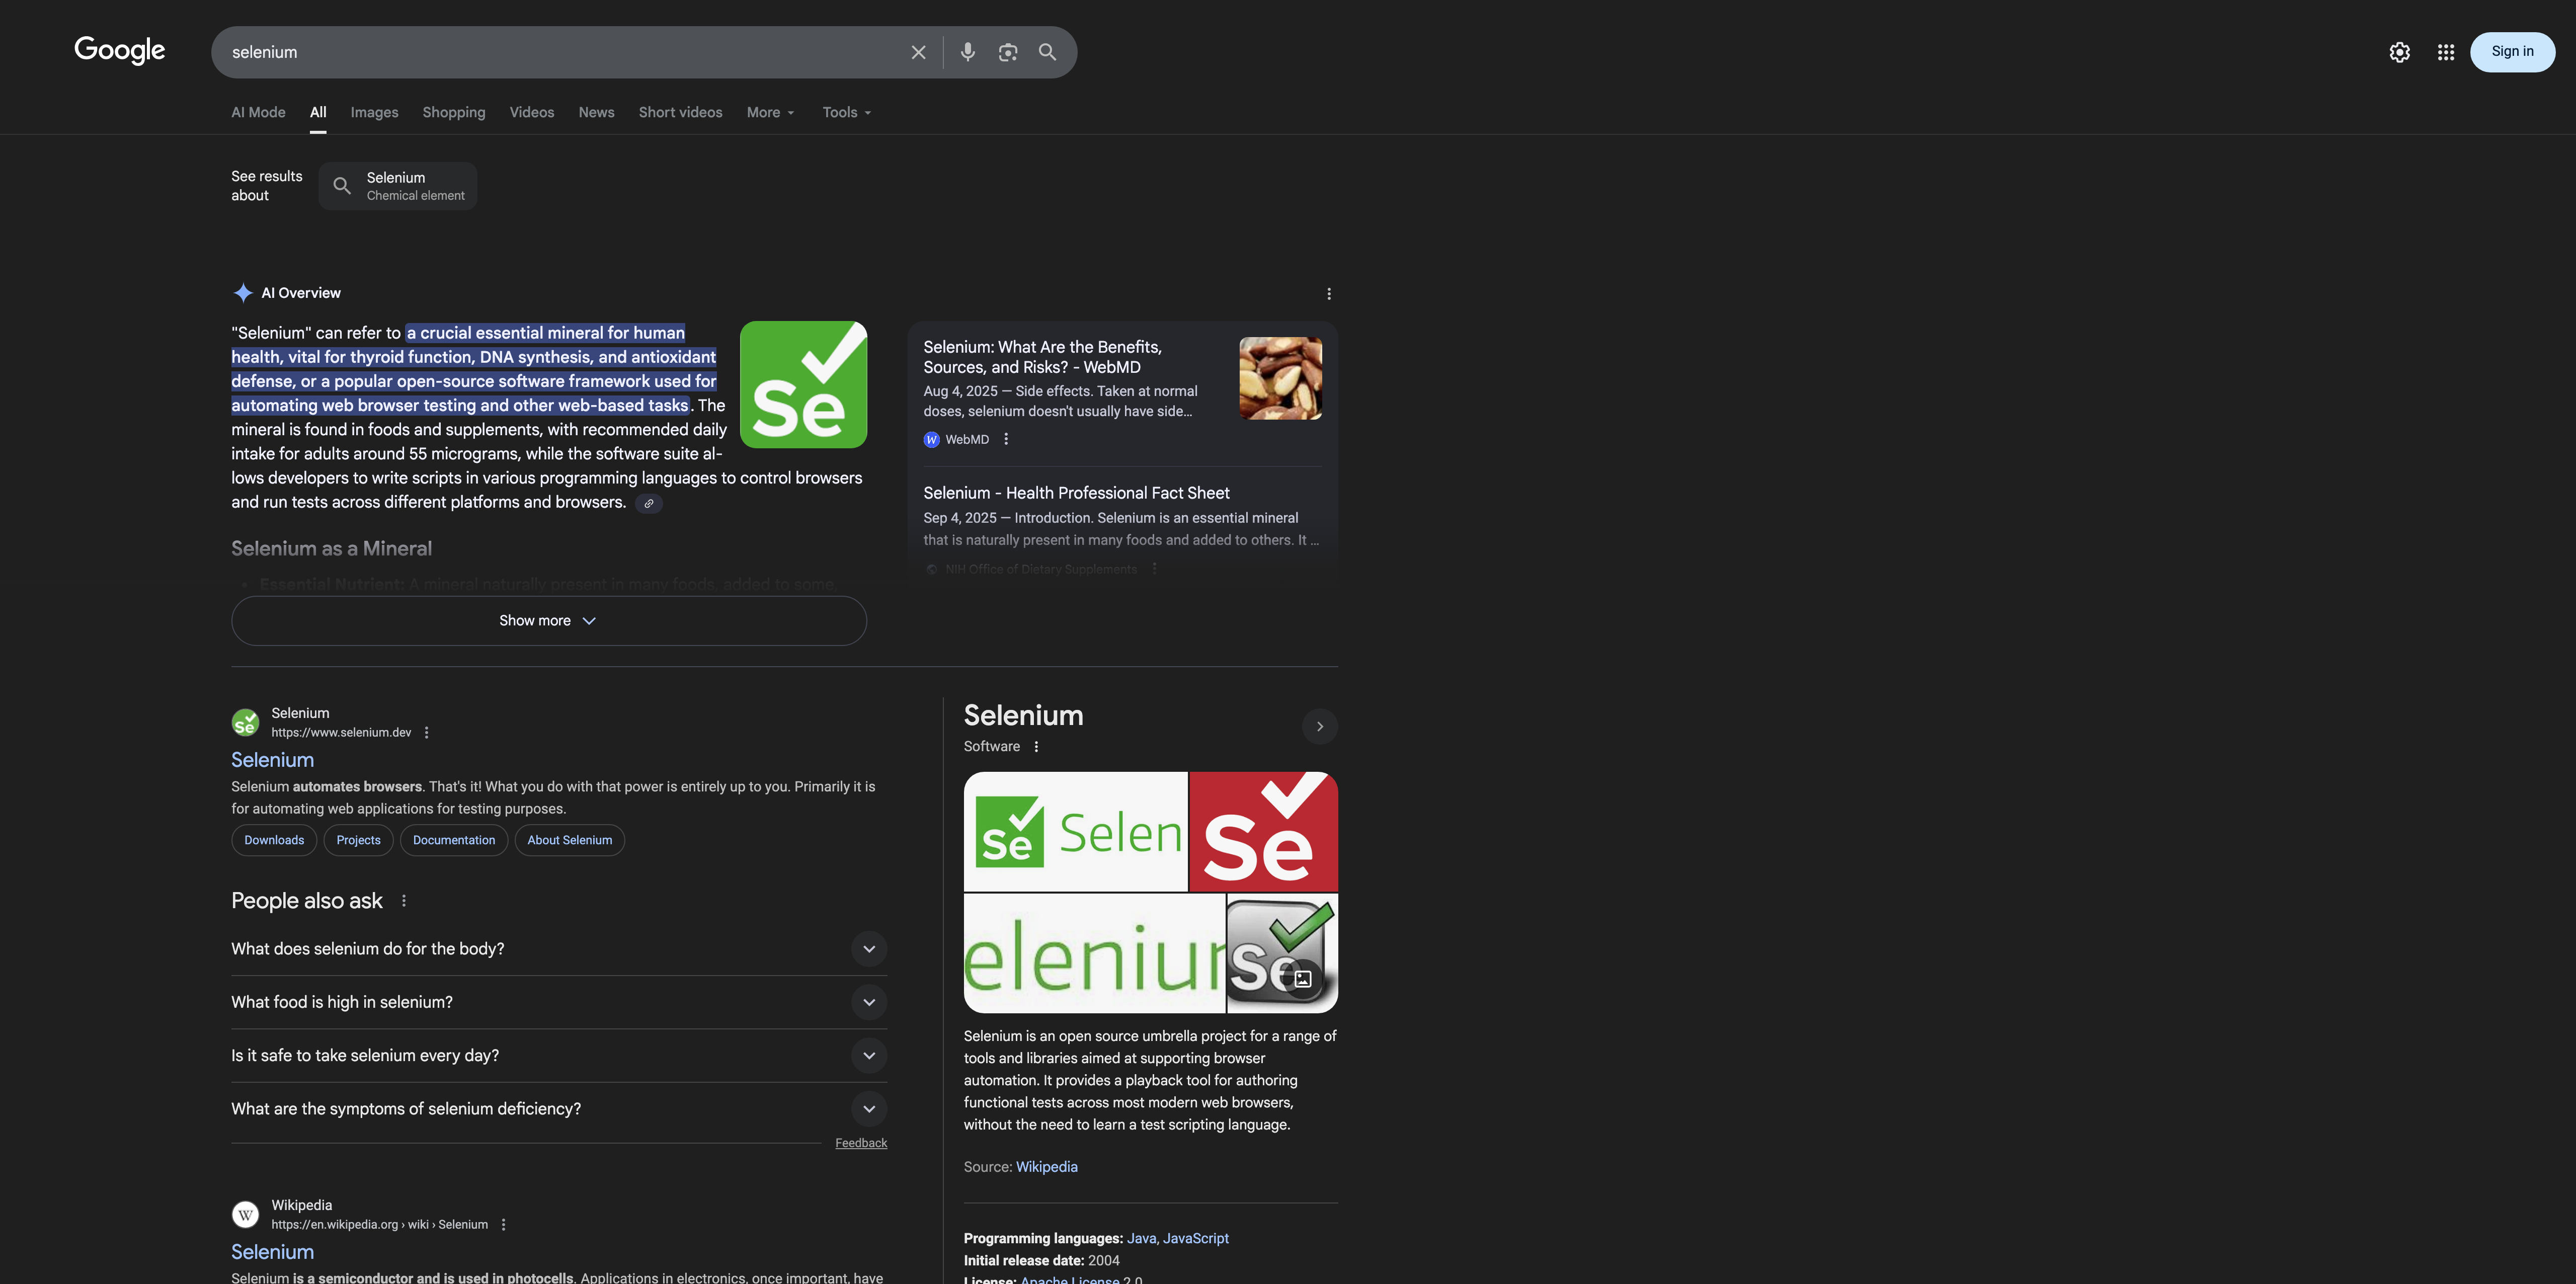 Google
selenium
Sign in
AI Mode
All
Images
Shopping
Videos
News
Short videos
More
Tools
See results
about
Selenium
Chemical element
AI Overview
"Selenium" can refer to a crucial essential mineral for human
health, vital for thyroid function, DNA synthesis, and antioxidant
defense, or a popular open-source software framework used for
automating web browser testing and other web-based tasks. The
mineral is found in foods and supplements, with recommended daily
intake for adults around 55 micrograms, while the software suite al-
lows developers to write scripts in various programming languages to control browsers
and run tests across different platforms and browsers.
Se
Selenium as a Mineral
• Essential Nutrient: A mineral naturally present in many foods, added to some,
Show more
Selenium: What Are the Benefits,
Sources, and Risks? - WebMD
Aug 4, 2025 — Side effects. Taken at normal
doses, selenium doesn't usually have side...
W WebMD
Selenium - Health Professional Fact Sheet
Sep 4, 2025 — Introduction. Selenium is an essential mineral
that is naturally present in many foods and added to others. It ...
NIH Office of Dietary Supplements
Se
Selenium
https://www.selenium.dev
Selenium
Selenium automates browsers. That's it! What you do with that power is entirely up to you. Primarily it is
for automating web applications for testing purposes.
Downloads
Projects
Documentation
About Selenium
People also ask
What does selenium do for the body?
What food is high in selenium?
Is it safe to take selenium every day?
What are the symptoms of selenium deficiency?
Feedback
W
Wikipedia
https://en.wikipedia.org › wiki › Selenium
Selenium
Selenium is a semiconductor and is used in photocells. Applications in electronics, once important, have
Selenium
Software
Se Selen
Se
eleniur
Se
Selenium is an open source umbrella project for a range of
tools and libraries aimed at supporting browser
automation. It provides a playback tool for authoring
functional tests across most modern web browsers,
without the need to learn a test scripting language.
Source: Wikipedia
Programming languages: Java, JavaScript
Initial release date: 2004
License: Apache License 2.0